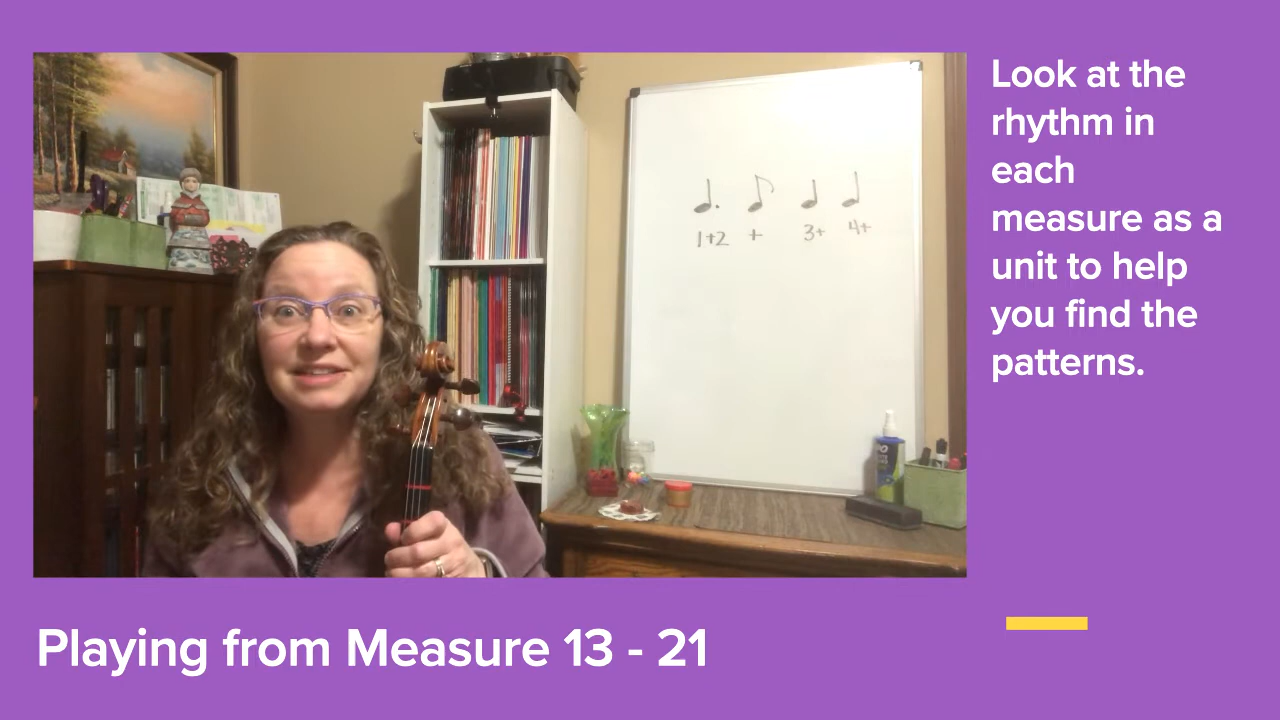 Look at the
rhythm in
each
measure as a
unit to help
you find the
patterns.
1+2 + 3+ 4+
Playing from Measure 13 - 21